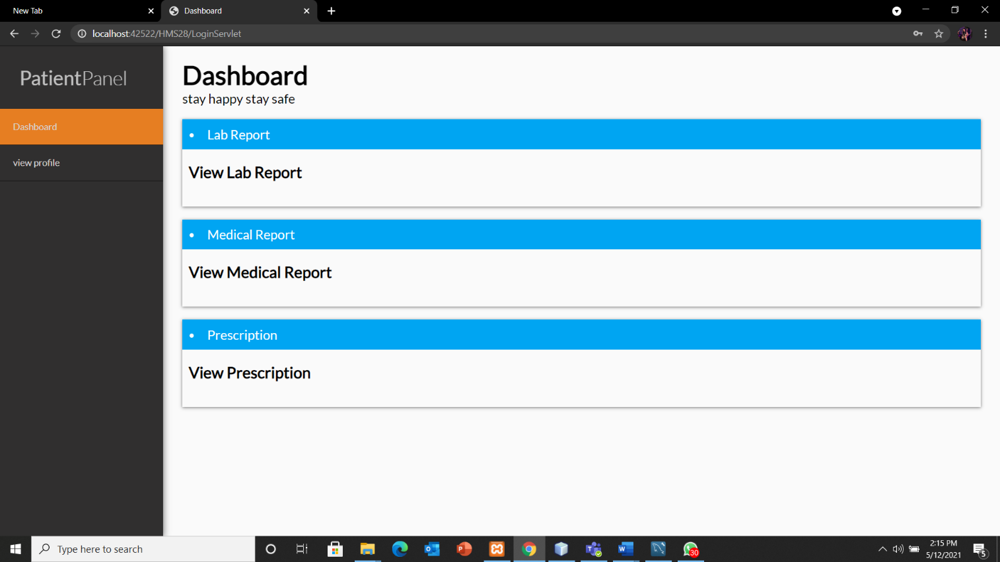 New Tab
Dashboard
localhost:42522/HMS28/LoginServlet
PatientPanel
Dashboard
view profile
Dashboard
stay happy stay safe
• Lab Report
View Lab Report
• Medical Report
View Medical Report
• Prescription
View Prescription
Type here to search
30
2:15 PM
5/12/2021
5